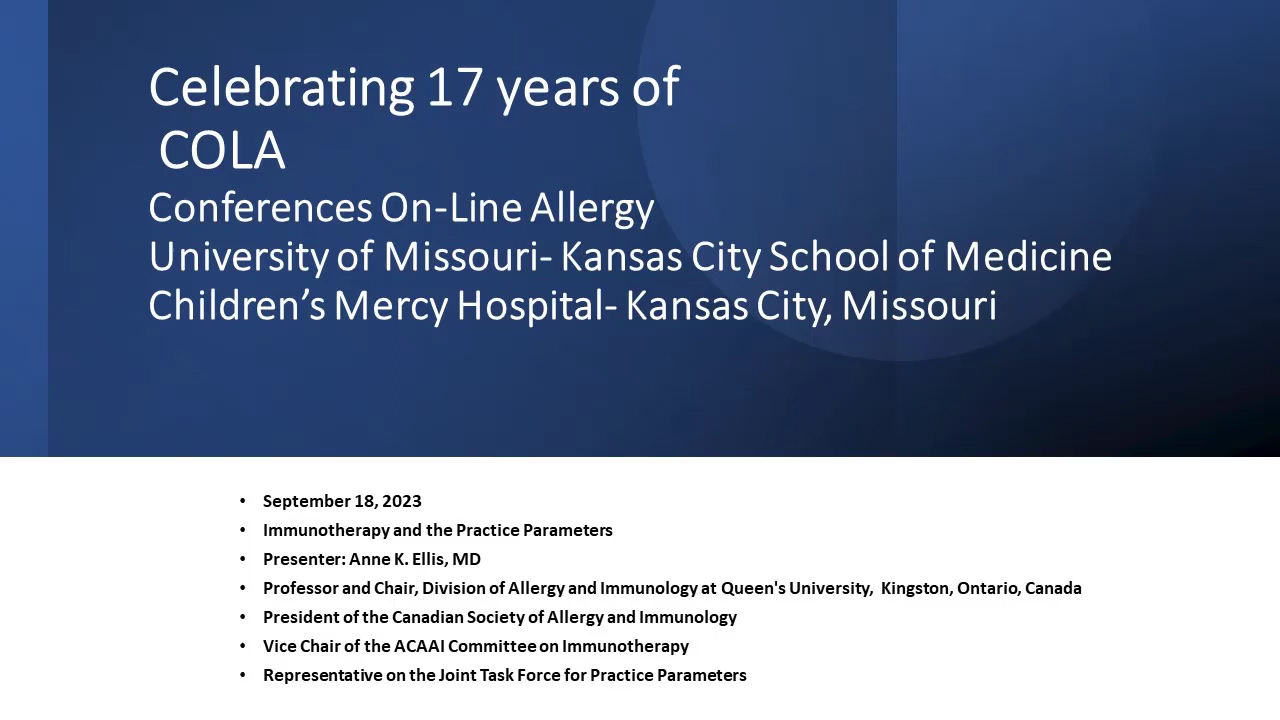 Celebrating 17 years of
COLA
Conferences On-Line Allergy
University of Missouri- Kansas City School of Medicine
Children’s Mercy Hospital- Kansas City, Missouri
• September 18, 2023
• Immunotherapy and the Practice Parameters
• Presenter: Anne K. Ellis, MD
• Professor and Chair, Division of Allergy and Immunology at Queen's University, Kingston, Ontario, Canada
• President of the Canadian Society of Allergy and Immunology
• Vice Chair of the ACAAI Committee on Immunotherapy
• Representative on the Joint Task Force for Practice Parameters